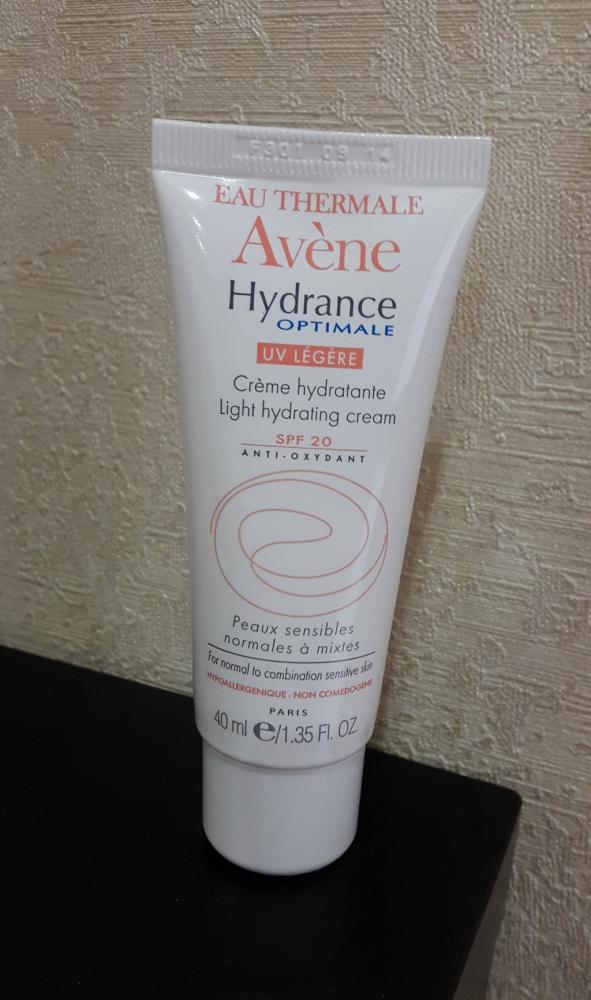 F301 09 14
EAU THERMALE
Avène
Hydrance
OPTIMALE
UV LÉGÈRE
Crème hydratante
Light hydrating cream
SPF 20
ANTI-OXYDANT
Peaux sensibles
normales à mixtes
For normal to combination sensitive skin
HYPOALLERGENIQUE - NON COMEDOGENE
PARIS
40 ml e/1.35 Fl. OZ.